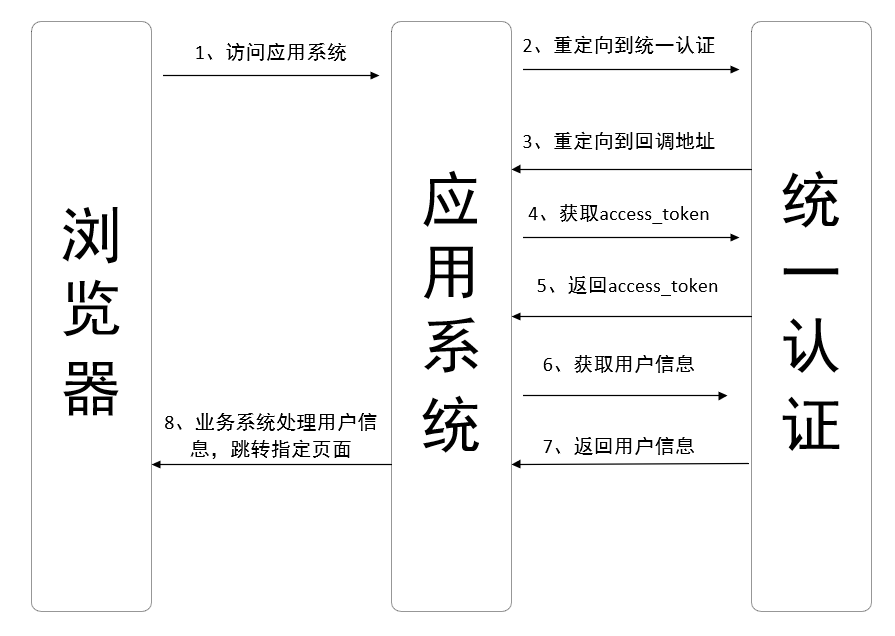 浏览器
应用系统
统一认证
1、访问应用系统
2、重定向到统一认证
3、重定向到回调地址
4、获取access_token
5、返回access_token
6、获取用户信息
7、返回用户信息
8、业务系统处理用户信
息，跳转指定页面